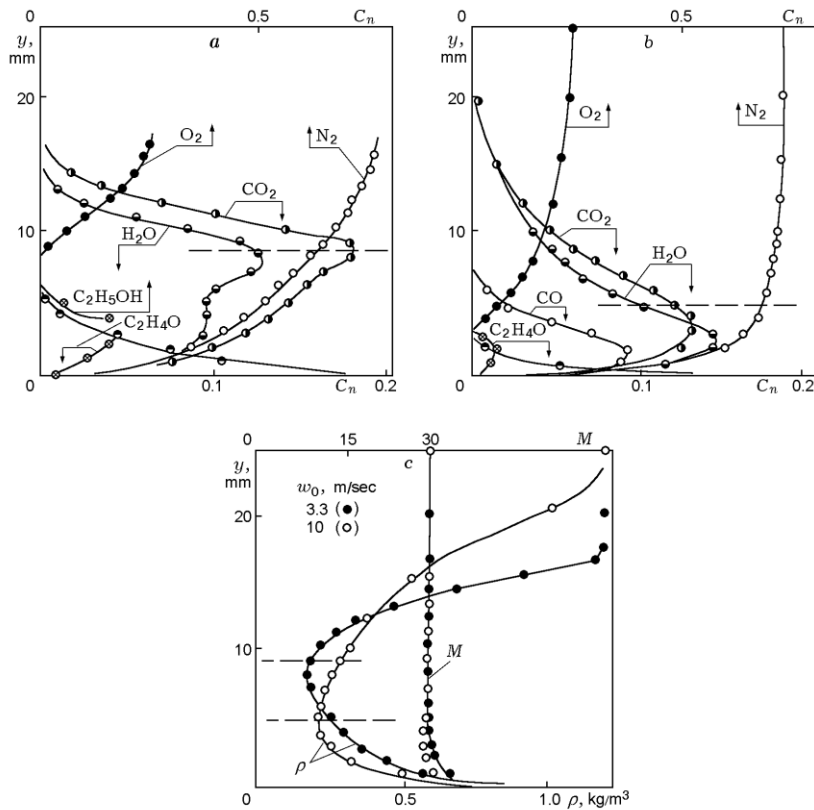 0 0.5 Cₙ
y, mm
a
20
10
0
O₂
N₂
CO₂
H₂O
C₂H₅OH
C₂H₄O
0.1 Cₙ 0.2
0 0.5 Cₙ
y, mm
b
20
10
0
O₂
N₂
CO₂
H₂O
CO
C₂H₄O
0.1 Cₙ 0.2
0 15 30 M
y, mm
c
w₀, m/sec
3.3 (●)
10 (○)
20
10
0
M
ρ
0.5 1.0 ρ, kg/m³